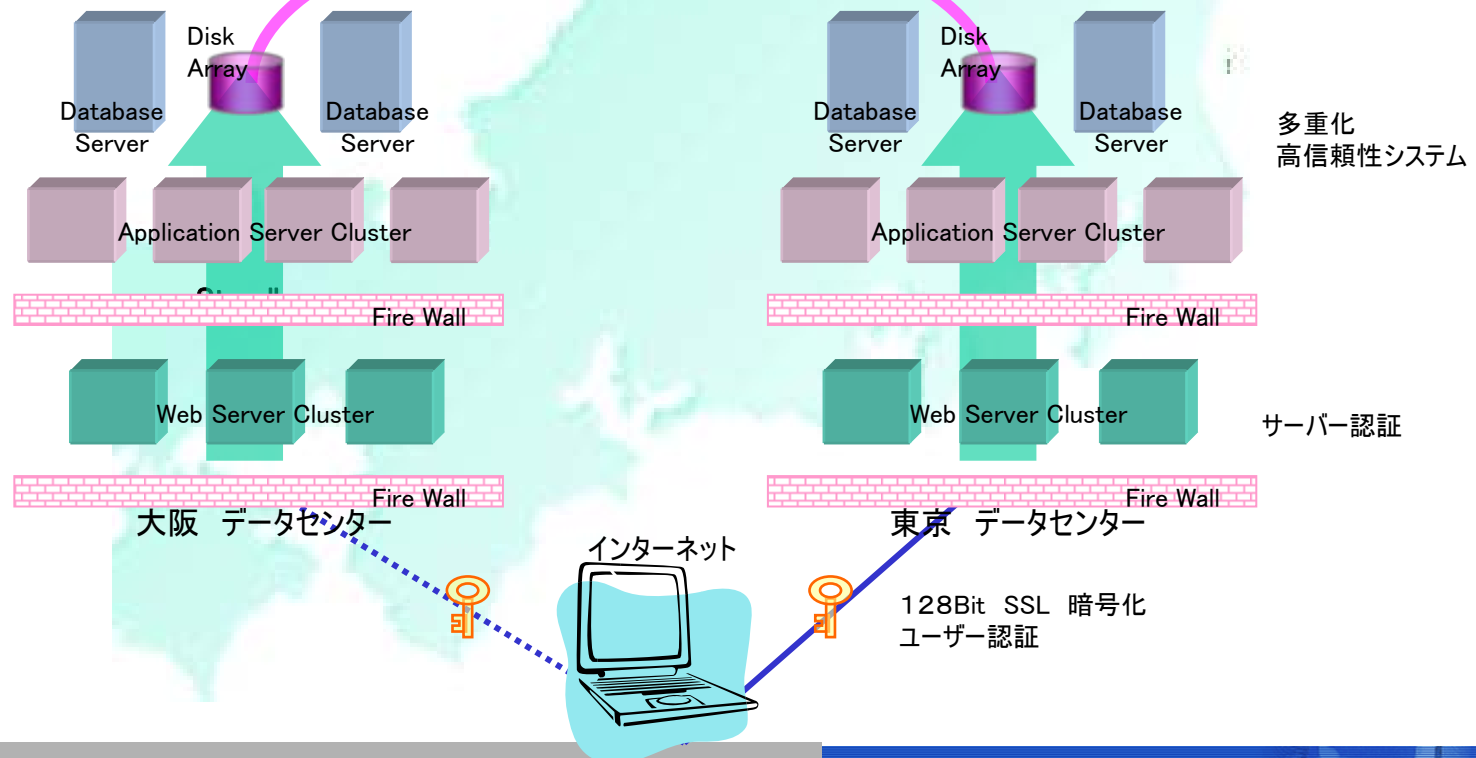 Disk
Array
Database
Server
Database
Server
Application Server Cluster
Fire Wall
Web Server Cluster
Fire Wall
大阪　データセンター
Disk
Array
Database
Server
Database
Server
Application Server Cluster
Fire Wall
Web Server Cluster
Fire Wall
東京　データセンター
多重化
高信頼性システム
サーバー認証
インターネット
１２８Bit　SSL　暗号化
ユーザー認証